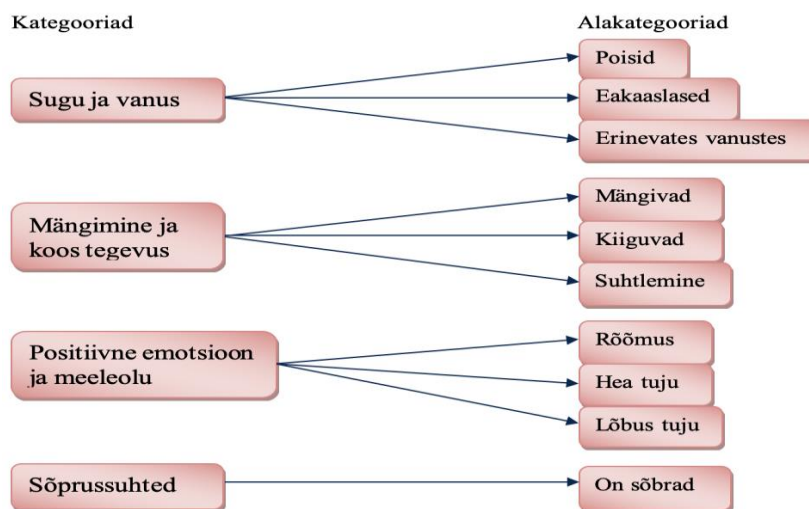 Kategooriad
Alakategooriad
Sugu ja vanus
Poisid
Eakaaslased
Erinevates vanustes
Mängimine ja
koos tegevus
Mängivad
Kiiguvad
Suhtlemine
Positiivne emotsioon
ja meeleolu
Rõõmus
Hea tuju
Lõbus tuju
Sõprussuhted
On sõbrad